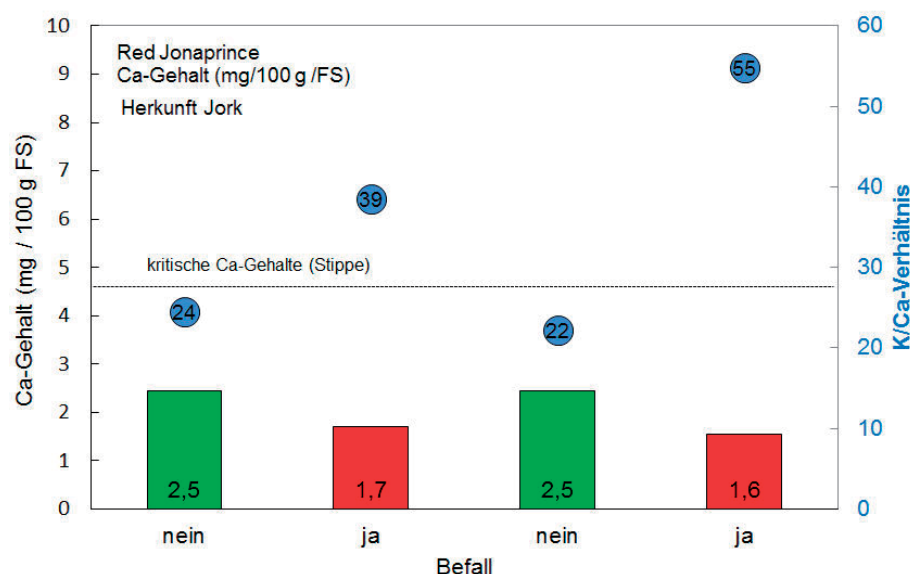 Red Jonaprince
Ca-Gehalt (mg/100 g /FS)
Herkunft Jork
Ca-Gehalt (mg / 100 g FS)
10
9
8
7
6
5
4
3
2
1
0
kritische Ca-Gehalte (Stippe)
24
39
22
55
2,5
1,7
2,5
1,6
nein
ja
nein
ja
Befall
60
50
40
30
20
10
0
K/Ca-Verhältnis